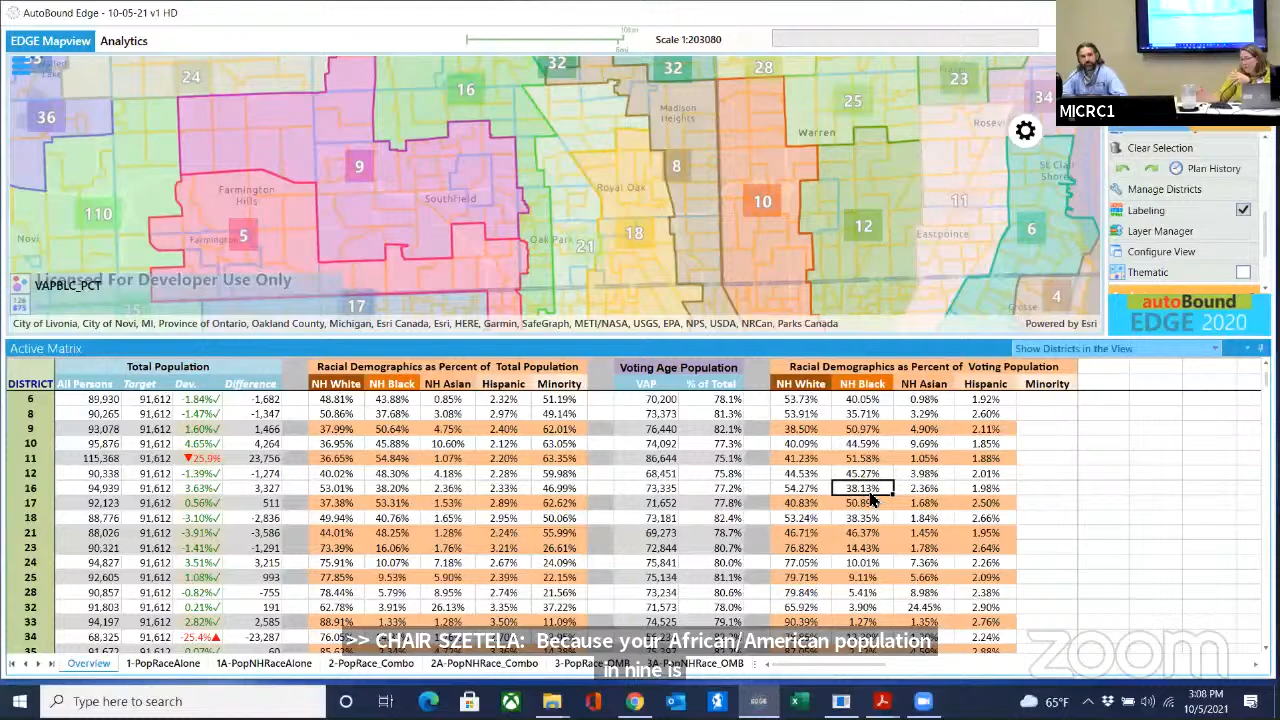 AutoBound Edge - 10-05-21 v1 HD
EDGE Mapview Analytics Scale 1:203080
MICRC1
24 16 32 32 28 23 34
36 Madison Heights 25 Warren
9 8
Farmington Hills Southfield Royal Oak 10 11 St Clair Shores
110 5 18 12 6
Novi Farmington Oak Park 21 Eastpointe
17 4 Grosse
Licensed For Developer Use Only
VAPBLC_PCT
City of Livonia, City of Novi, MI, Province of Ontario, Oakland County, Michigan, Esri Canada, Esri, HERE, Garmin, SafeGraph, METI/NASA, USGS, EPA, NPS, USDA, NRCan, Parks Canada Powered by Esri
Clear Selection
Plan History
Manage Districts
Labeling
Layer Manager
Configure View
Thematic
autoBound
EDGE 2020
Active Matrix Show Districts in the View
Total Population Racial Demographics as Percent of Total Population Voting Age Population Racial Demographics as Percent of Voting Population
DISTRICT All Persons Target Dev. Difference NH White NH Black NH Asian Hispanic Minority VAP % of Total NH White NH Black NH Asian Hispanic Minority
6 89,930 91,612 -1.84%✓ -1,682 48.81% 43.88% 0.85% 2.32% 51.19% 70,200 78.1% 53.73% 40.05% 0.98% 1.92%
8 90,265 91,612 -1.47%✓ -1,347 50.86% 37.68% 3.08% 2.97% 49.14% 73,373 81.3% 53.91% 35.71% 3.29% 2.60%
9 93,078 91,612 1.60%✓ 1,466 37.99% 50.64% 4.75% 2.40% 62.01% 76,440 82.1% 38.50% 50.97% 4.90% 2.11%
10 95,876 91,612 4.65%✓ 4,264 36.95% 45.88% 10.60% 2.12% 63.05% 74,092 77.3% 40.09% 44.59% 9.69% 1.85%
11 115,368 91,612 ▼25.9% 23,756 36.65% 54.84% 1.07% 2.20% 63.35% 86,644 75.1% 41.23% 51.58% 1.05% 1.88%
12 90,338 91,612 -1.39%✓ -1,274 40.02% 48.30% 4.18% 2.28% 59.98% 68,451 75.8% 44.53% 45.27% 3.98% 2.01%
16 94,939 91,612 3.63%✓ 3,327 53.01% 38.20% 2.36% 2.33% 46.99% 73,335 77.2% 54.27% 38.13% 2.36% 1.98%
17 92,123 91,612 0.56%✓ 511 37.38% 53.31% 1.53% 2.89% 62.62% 71,652 77.8% 40.83% 50.89% 1.68% 2.50%
18 88,776 91,612 -3.10%✓ -2,836 49.94% 40.76% 1.65% 2.95% 50.06% 73,181 82.4% 53.24% 38.35% 1.84% 2.66%
21 88,026 91,612 -3.91%✓ -3,586 44.01% 48.25% 1.28% 2.24% 55.99% 69,273 78.7% 46.71% 46.37% 1.45% 1.95%
23 90,321 91,612 -1.41%✓ -1,291 73.39% 16.06% 1.76% 3.21% 26.61% 72,844 80.7% 76.82% 14.43% 1.78% 2.64%
24 94,827 91,612 3.51%✓ 3,215 75.91% 10.07% 7.18% 2.67% 24.09% 75,841 80.0% 77.05% 10.01% 7.36% 2.26%
25 92,605 91,612 1.08%✓ 993 77.85% 9.53% 5.90% 2.39% 22.15% 75,134 81.1% 79.71% 9.11% 5.66% 2.09%
28 90,857 91,612 -0.82%✓ -755 78.44% 5.79% 8.95% 2.74% 21.56% 73,234 80.6% 79.98% 5.41% 8.98% 2.38%
32 91,803 91,612 0.21%✓ 191 62.78% 3.91% 26.13% 3.35% 37.22% 71,573 78.0% 65.92% 3.90% 24.45% 2.90%
33 94,197 91,612 2.82%✓ 2,585 88.91% 1.33% 1.28% 3.50% 11.09% 74,525 79.1% 90.39% 1.27% 1.35% 2.76%
34 68,325 91,612 -25.4%▲ -23,287 2.24%
>> CHAIR SZETELA: Because your African/American population
in nine is
Overview 1-PopRaceAlone 1A-PopNHRaceAlone 2-PopRace_Combo 2A-PopNHRace_Combo 3-PopRace_OMB 3A-PopNHRace_OMB
zoom
Type here to search 65°F 3:08 PM
10/5/2021